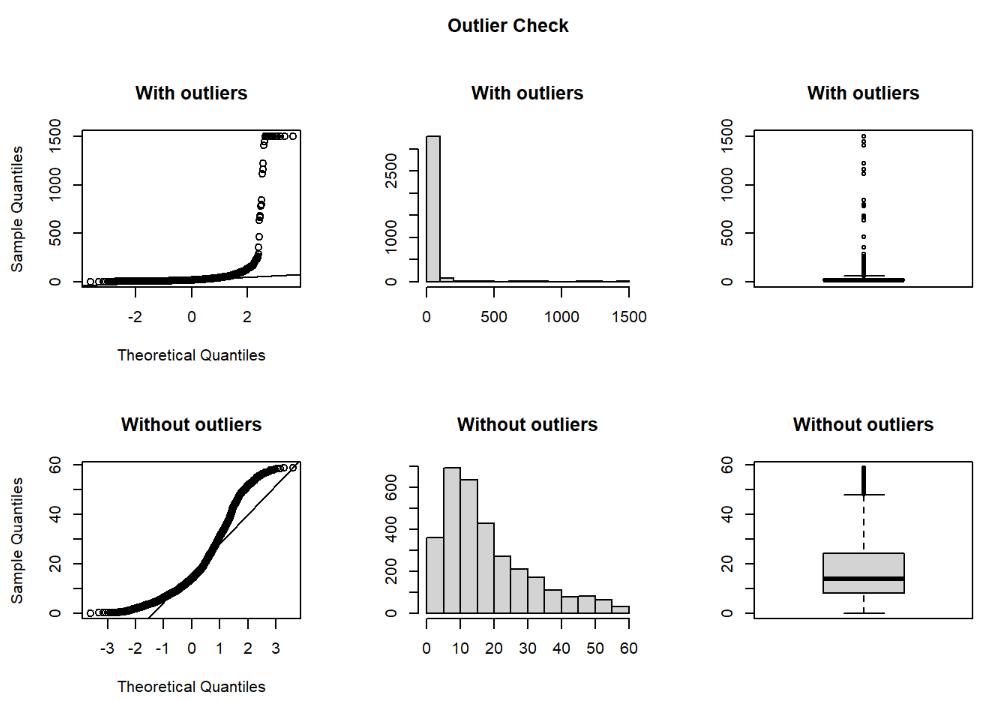 Outlier Check
With outliers
Sample Quantiles
0 500 1000 1500
-2 0 2
Theoretical Quantiles
With outliers
0 1000 2500
0 500 1000 1500
With outliers
0 500 1000 1500
Without outliers
Sample Quantiles
0 20 40 60
-3 -2 -1 0 1 2 3
Theoretical Quantiles
Without outliers
0 200 400 600
0 10 20 30 40 50 60
Without outliers
0 20 40 60